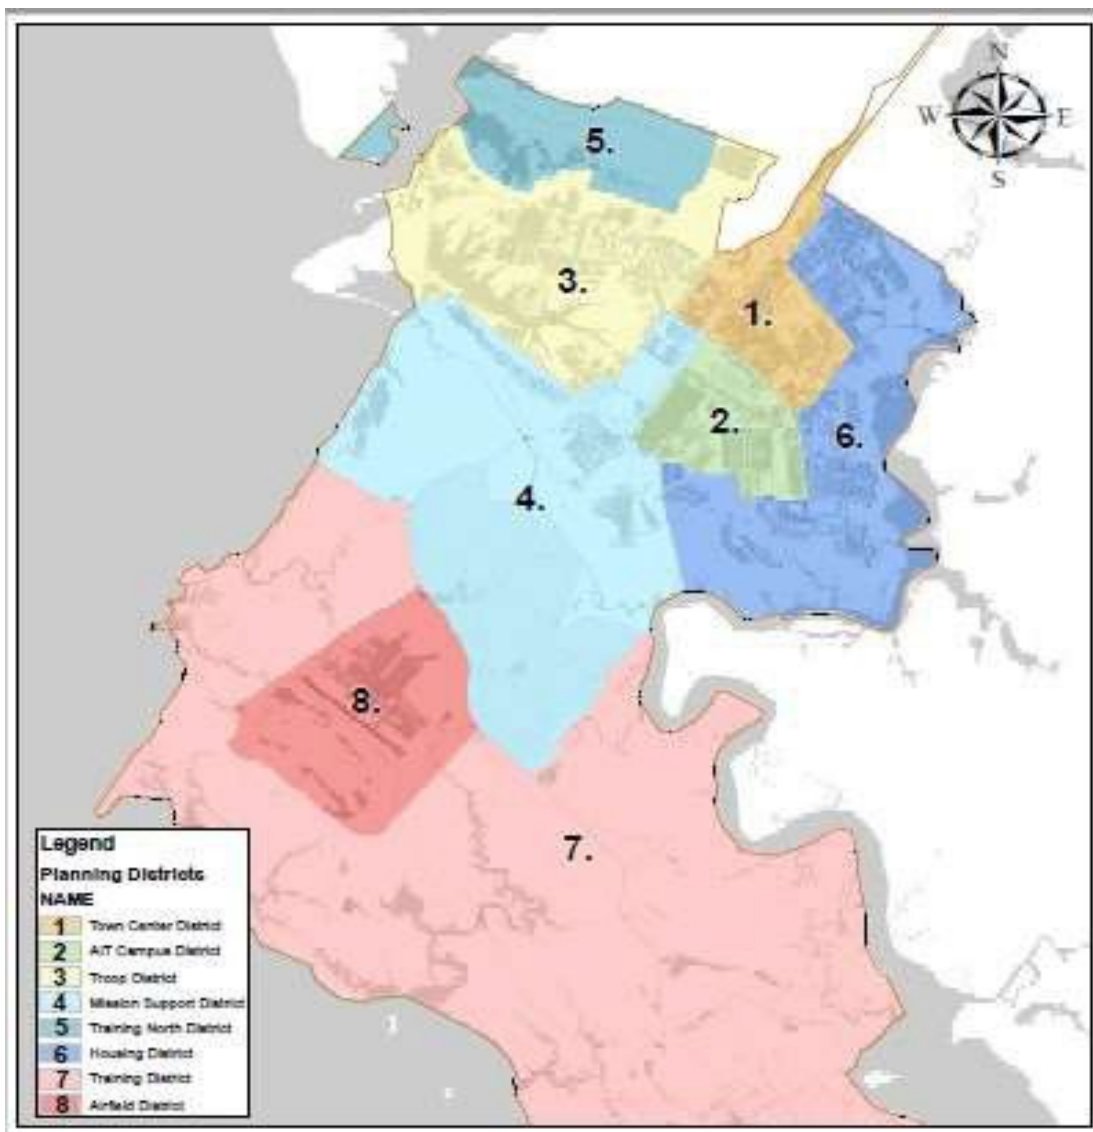 N
W E
S
5.
3.
1.
2.
6.
4.
8.
7.
Legend
Planning Districts
NAME
1 Town Center District
2 AIT Campus District
3 Troop District
4 Mission Support District
5 Training North District
6 Housing District
7 Training District
8 Airfield District